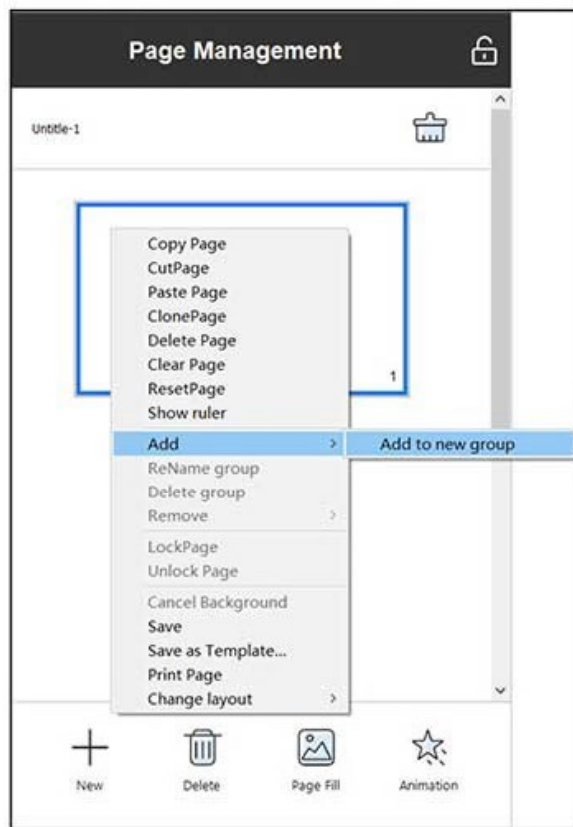 Page Management
Untitle-1
Copy Page
CutPage
Paste Page
ClonePage
Delete Page
Clear Page
1
ResetPage
Show ruler
Add > Add to new group
ReName group
Delete group
Remove >
LockPage
Unlock Page
Cancel Background
Save
Save as Template...
Print Page
Change layout >
New Delete Page Fill Animation